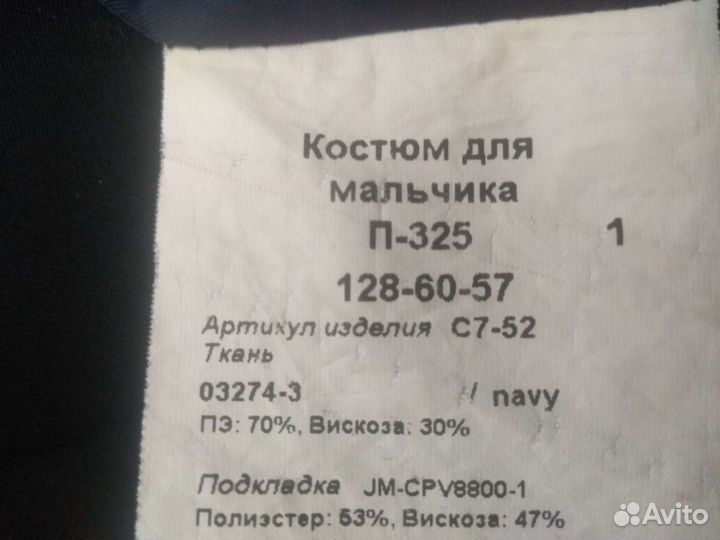 Костюм для
мальчика
П-325 1
128-60-57
Артикул изделия С7-52
Ткань
03274-3 / navy
ПЭ: 70%, Вискоза: 30%
Подкладка JM-CPV8800-1
Полиэстер: 53%, Вискоза: 47%
Avito